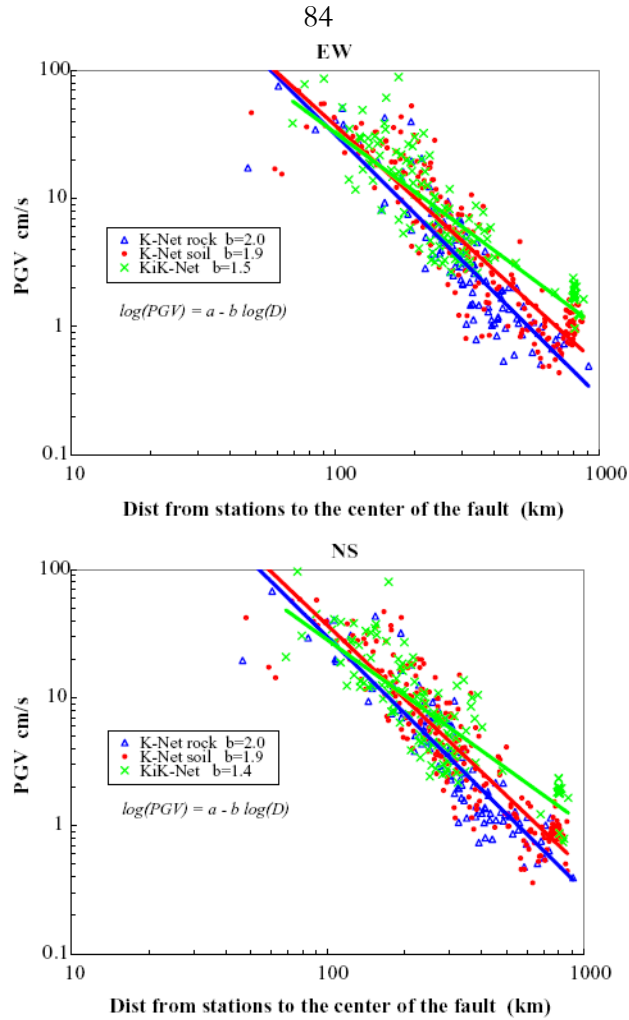 84
EW
100
10
1
0.1
PGV cm/s
K-Net rock b=2.0
K-Net soil b=1.9
KiK-Net b=1.5
log(PGV) = a - b log(D)
10 100 1000
Dist from stations to the center of the fault (km)
NS
100
10
1
0.1
PGV cm/s
K-Net rock b=2.0
K-Net soil b=1.9
KiK-Net b=1.4
log(PGV) = a - b log(D)
10 100 1000
Dist from stations to the center of the fault (km)